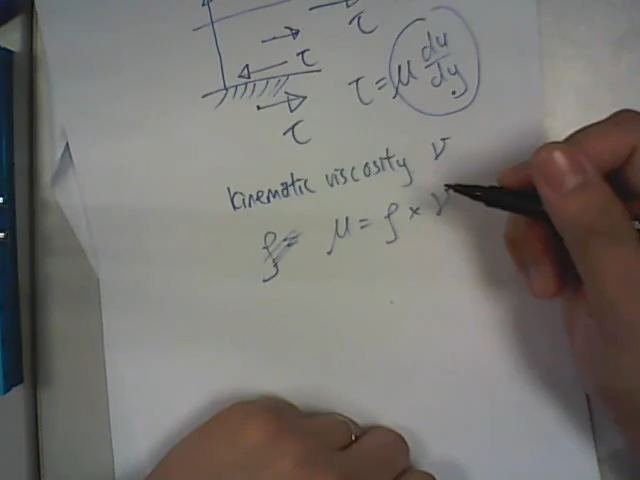 τ
τ
τ = μ du/dy
τ
kinematic viscosity ν
μ = ρ × ν